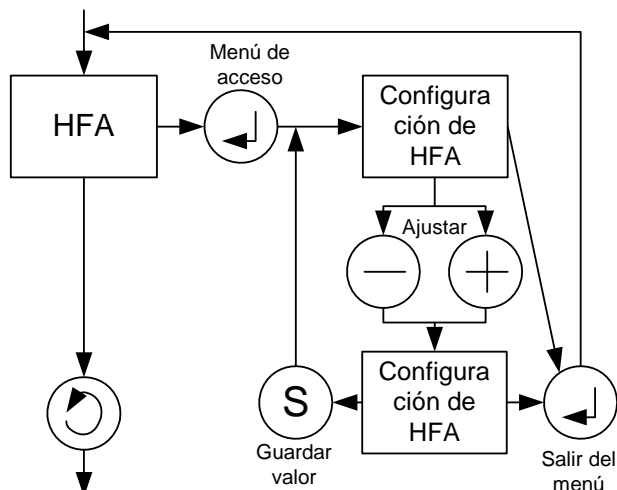 Menú de
acceso
HFA
Configura
ción de
HFA
Ajustar
Configura
ción de
HFA
S
Guardar
valor
Salir del
menú